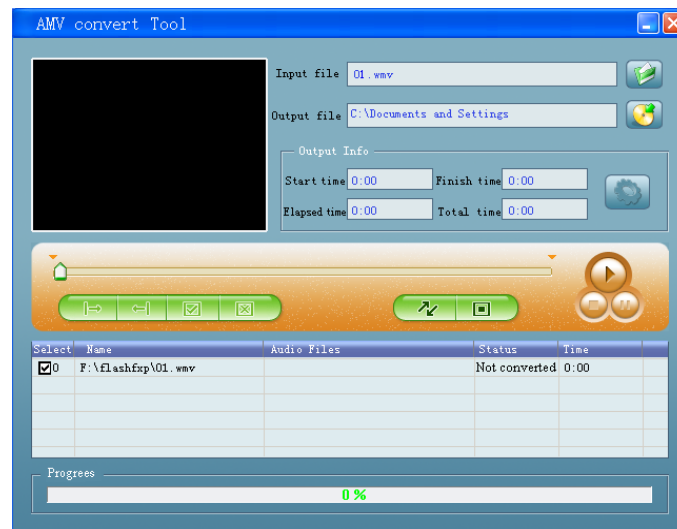 AMV convert Tool
Input file 01.wmv
Output file C:\Documents and Settings
Output Info
Start time 0:00 Finish time 0:00
Elapsed time 0:00 Total time 0:00
Select Name Audio Files Status Time
0 F:\flashfxp\01.wmv Not converted 0:00
Progrees
0 %